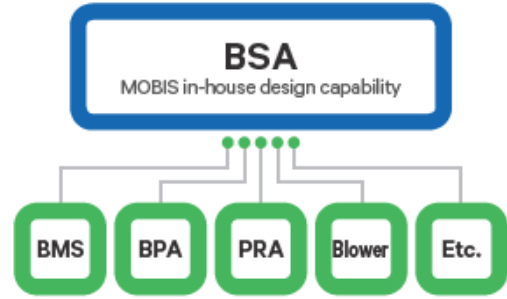 BSA
MOBIS in-house design capability
BMS
BPA
PRA
Blower
Etc.